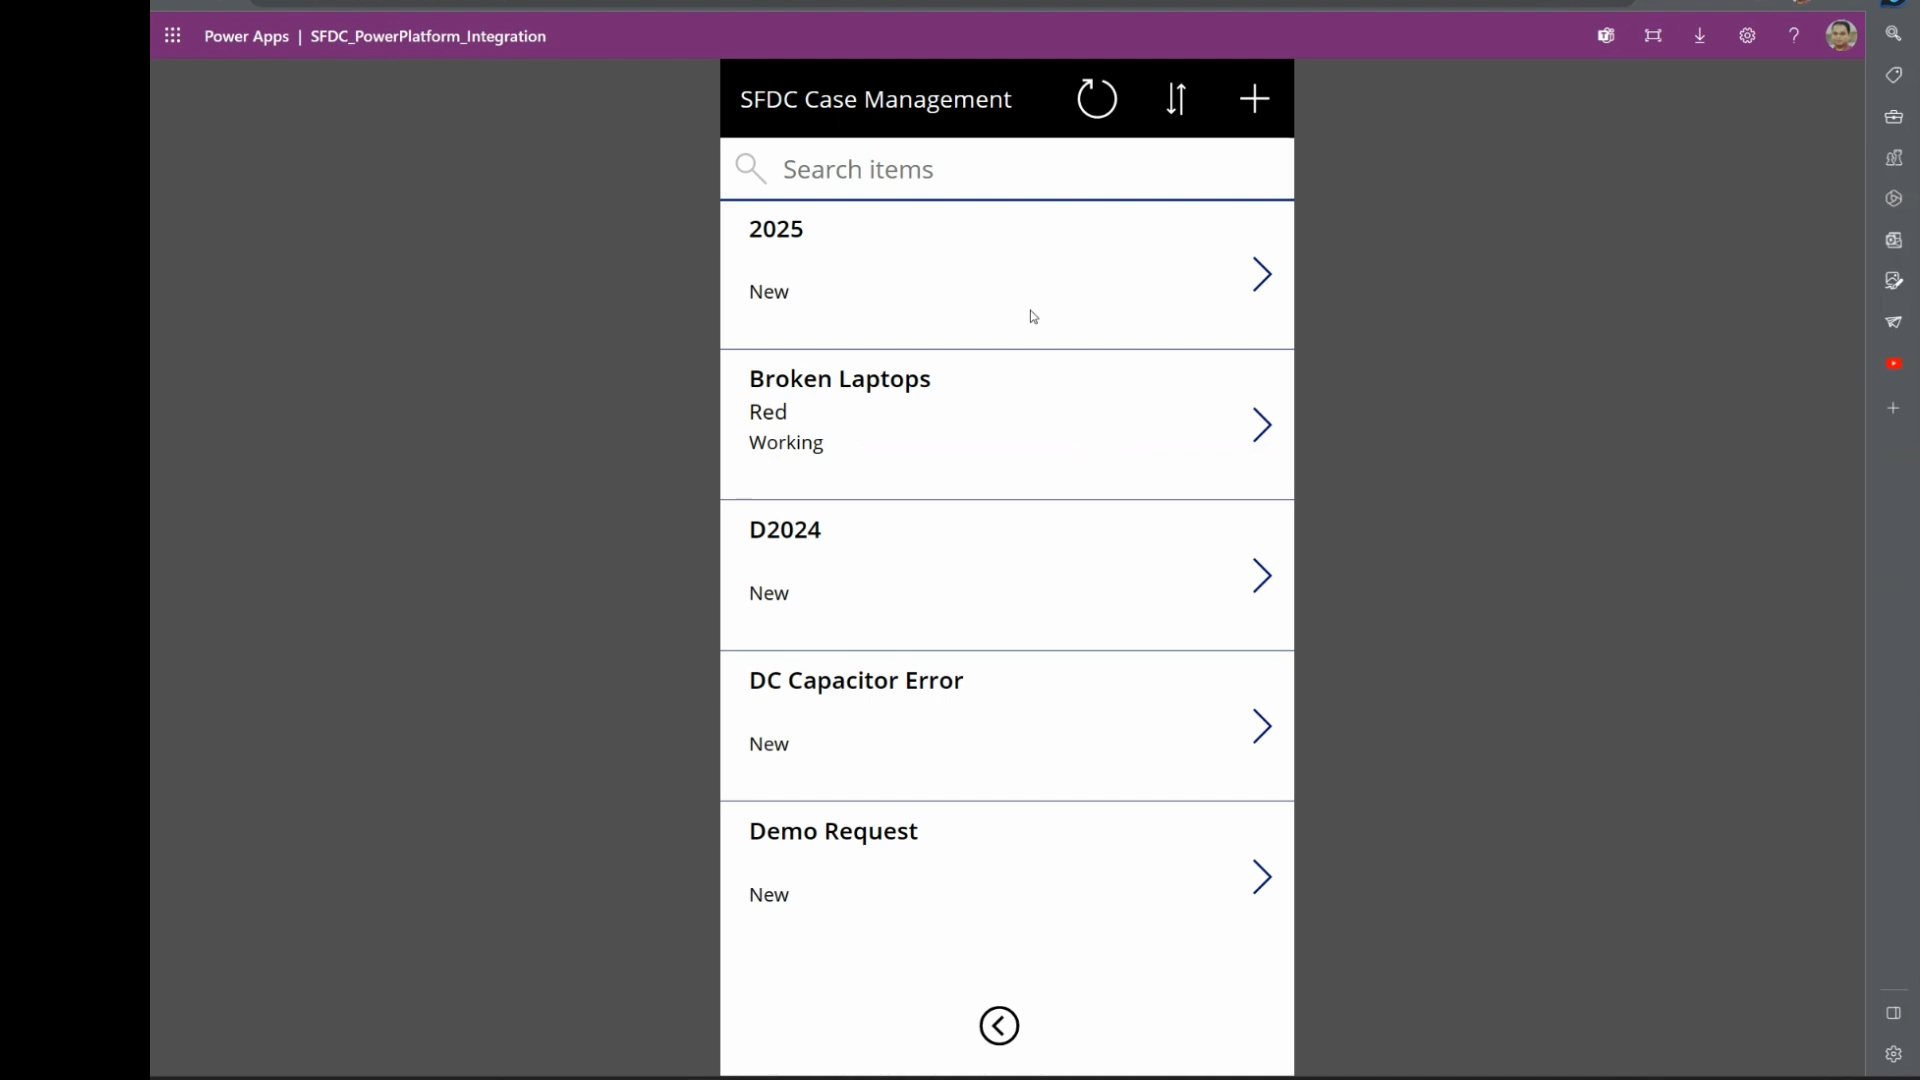 Power Apps | SFDC_PowerPlatform_Integration
SFDC Case Management
Search items
2025
New
Broken Laptops
Red
Working
D2024
New
DC Capacitor Error
New
Demo Request
New